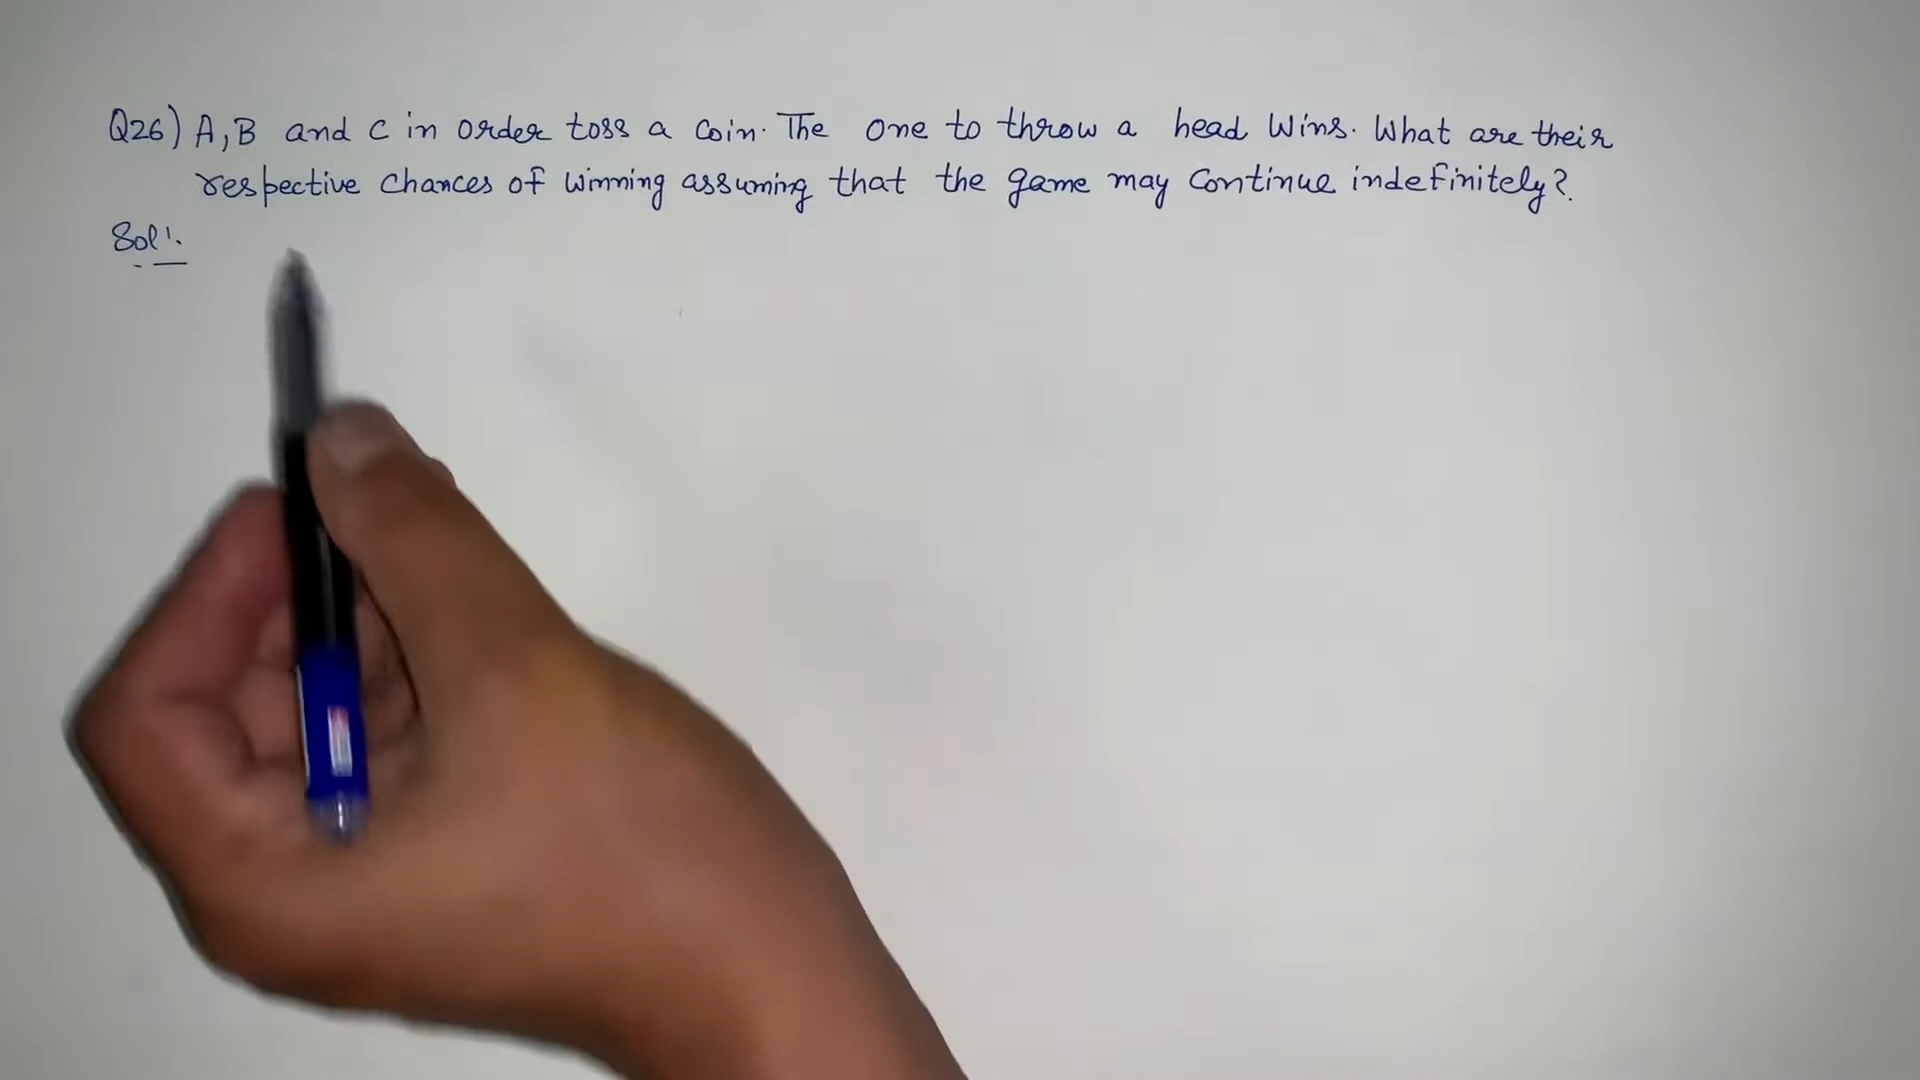 Q26) A, B and C in order toss a coin. The one to throw a head wins. What are their
respective chances of winning assuming that the game may continue indefinitely?.
Sol'.